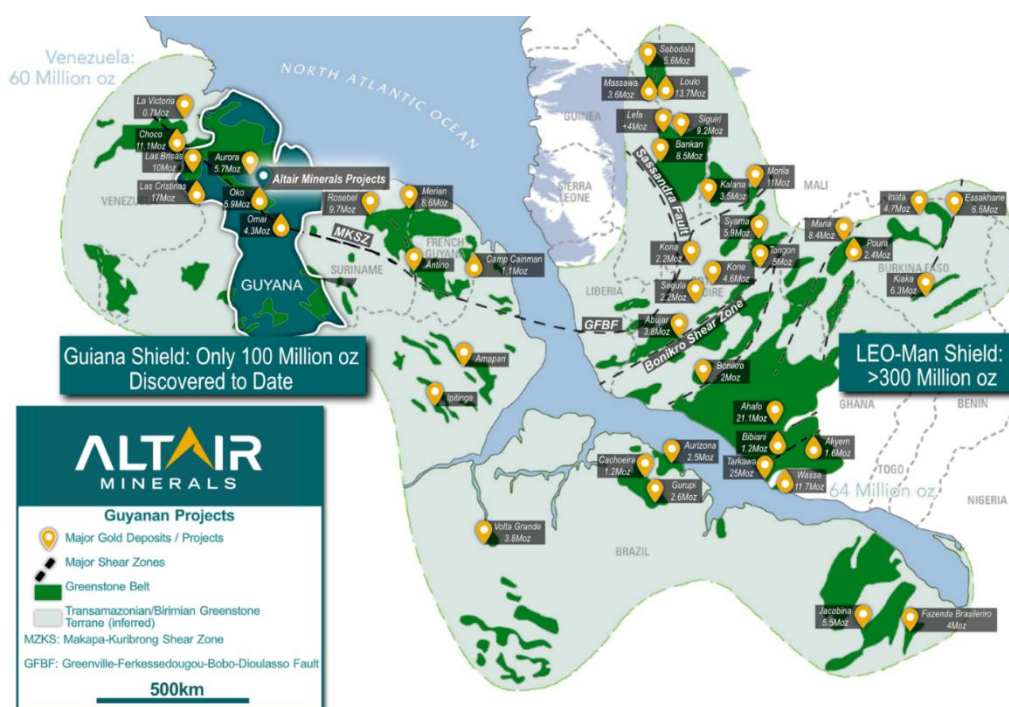 Venezuela:
60 Million oz
NORTH ATLANTIC OCEAN
La Victoria
0.7Moz
Choco
11.1Moz
Las Brisas
10Moz
Las Cristinas
17Moz
VENEZUELA
Aurora
5.7Moz
Altair Minerals Projects
Oko
5.9Moz
Omai
4.3Moz
GUYANA
MKSZ
Rosebel
9.7Moz
Merian
8.6Moz
SURINAME
FRENCH
GUYANA
Antino
Camp Cainman
1.1Moz
GFBF
Amapari
Ipitinga
Guiana Shield: Only 100 Million oz
Discovered to Date
Sabodala
5.6Moz
Massawa
3.6Moz
Loulo
13.7Moz
GUINEA
Lefa
+4Moz
Siguiri
9.2Moz
Bankan
8.5Moz
SIERRA
LEONE
Sassandra Fault
Kalana
3.5Moz
Morila
11Moz
MALI
Syama
5.9Moz
Tongon
5Moz
Kona
2.2Moz
Kone
4.6Moz
Segula
2.2Moz
LIBERIA
Abujar
3.8Moz
Bonikro Shear Zone
Bonikro
2Moz
Inata
4.7Moz
Essakhane
6.6Moz
Maria
8.4Moz
Poura
2.4Moz
BURKINA FASO
Kiaka
6.3Moz
LEO-Man Shield:
>300 Million oz
GHANA
BENIN
TOGO
NIGERIA
Ahafo
21.1Moz
Bibiani
1.2Moz
Akyem
1.6Moz
Tarkawa
25Moz
Wassa
11.7Moz
64 Million oz
Aurizona
2.5Moz
Cachoeira
1.2Moz
Gurupi
2.6Moz
Volta Grande
3.8Moz
BRAZIL
Jacobina
5.5Moz
Fazenda Brasileriro
4Moz
ALTAIR
MINERALS
Guyanan Projects
Major Gold Deposits / Projects
Major Shear Zones
Greenstone Belt
Transamazonian/Birimian Greenstone
Terrane (inferred)
MZKS: Makapa-Kuribrong Shear Zone
GFBF: Greenville-Ferkessedougou-Bobo-Dioulasso Fault
500km